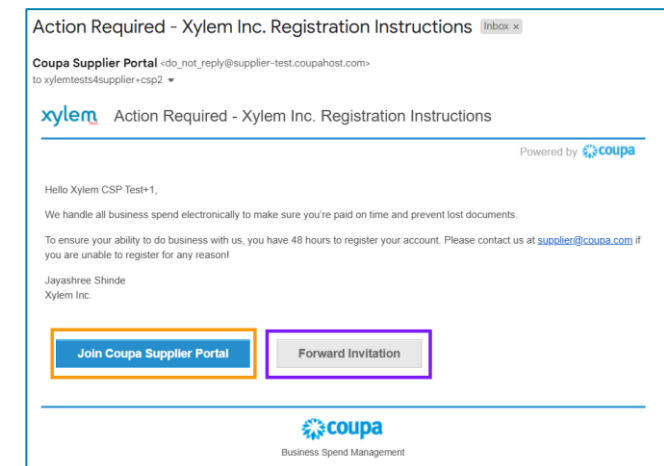 Action Required - Xylem Inc. Registration Instructions Inbox ×
Coupa Supplier Portal <do_not_reply@supplier-test.coupahost.com>
to xylemtests4supplier+csp2
xylem Action Required - Xylem Inc. Registration Instructions
Powered by coupa
Hello Xylem CSP Test+1,
We handle all business spend electronically to make sure you're paid on time and prevent lost documents.
To ensure your ability to do business with us, you have 48 hours to register your account. Please contact us at supplier@coupa.com if
you are unable to register for any reason!
Jayashree Shinde
Xylem Inc.
Join Coupa Supplier Portal Forward Invitation
coupa
Business Spend Management